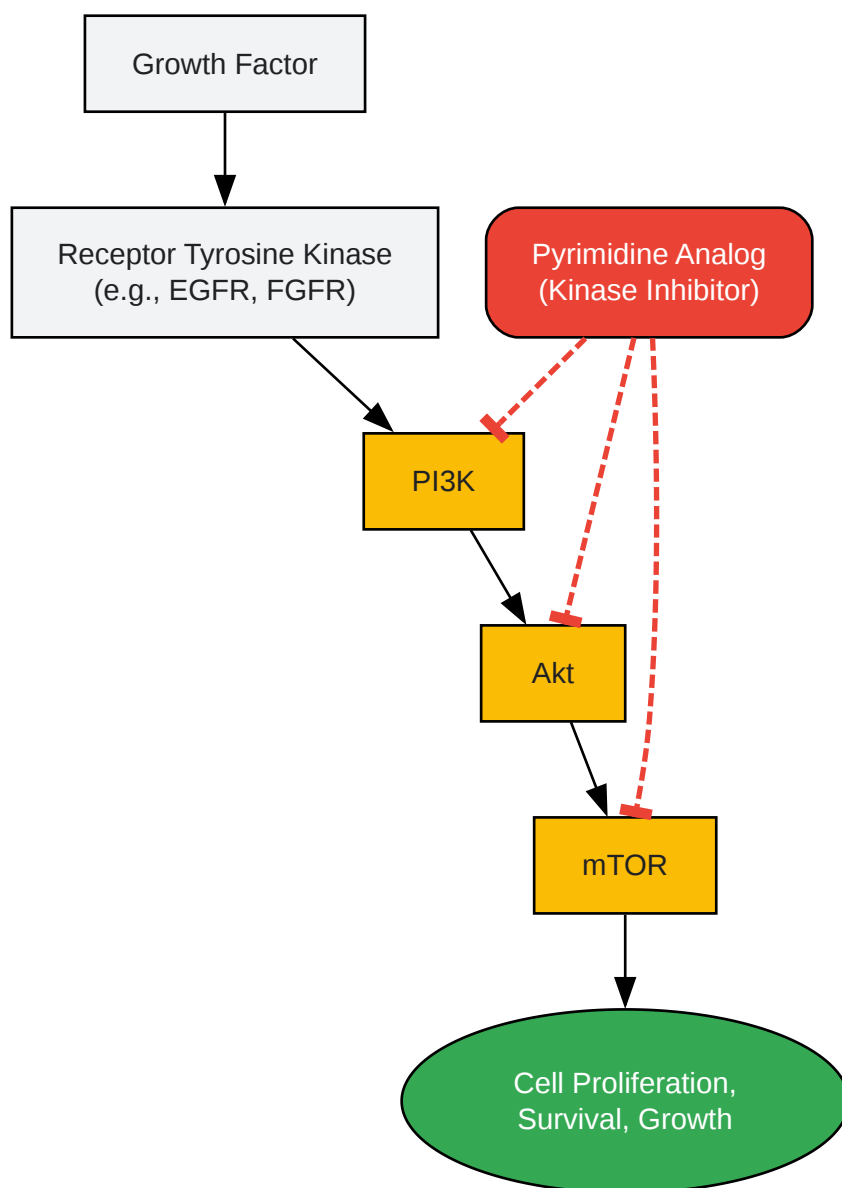 Growth Factor
Receptor Tyrosine Kinase
(e.g., EGFR, FGFR)
Pyrimidine Analog
(Kinase Inhibitor)
PI3K
Akt
mTOR
Cell Proliferation,
Survival, Growth